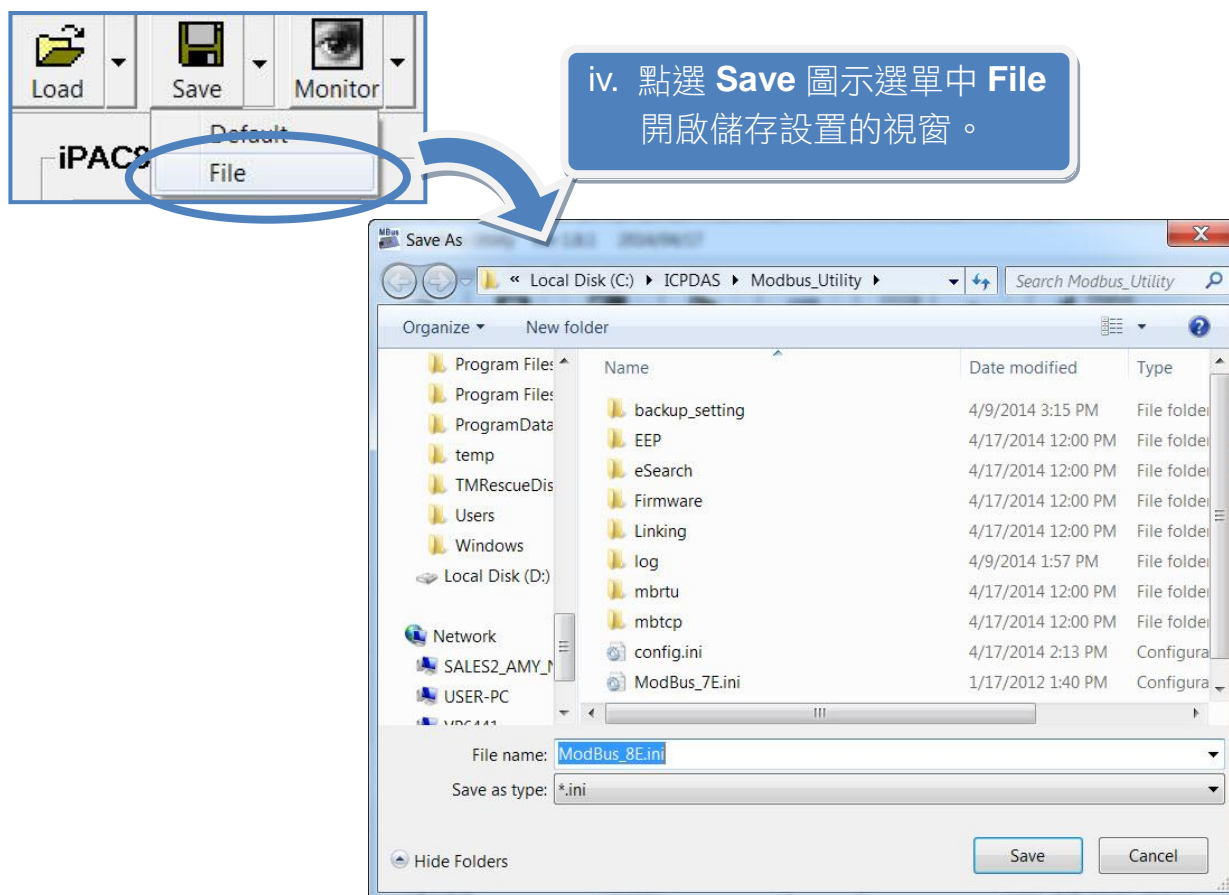 Load
Save
Monitor
Default
File
iv. 點選 Save 圖示選單中 File
開啟儲存設置的視窗。
Save As
« Local Disk (C:) ▸ ICPDAS ▸ Modbus_Utility ▸
Search Modbus_Utility
Organize
New folder
Name
Date modified
Type
Program Files
Program Files
ProgramData
temp
TMRescueDis
Users
Windows
Local Disk (D:)
Network
SALES2_AMY_
USER-PC
backup_setting 4/9/2014 3:15 PM File folder
EEP 4/17/2014 12:00 PM File folder
eSearch 4/17/2014 12:00 PM File folder
Firmware 4/17/2014 12:00 PM File folder
Linking 4/17/2014 12:00 PM File folder
log 4/9/2014 1:57 PM File folder
mbrtu 4/17/2014 12:00 PM File folder
mbtcp 4/17/2014 12:00 PM File folder
config.ini 4/17/2014 2:13 PM Configura
ModBus_7E.ini 1/17/2012 1:40 PM Configura
File name: ModBus_8E.ini
Save as type: *.ini
Hide Folders
Save
Cancel